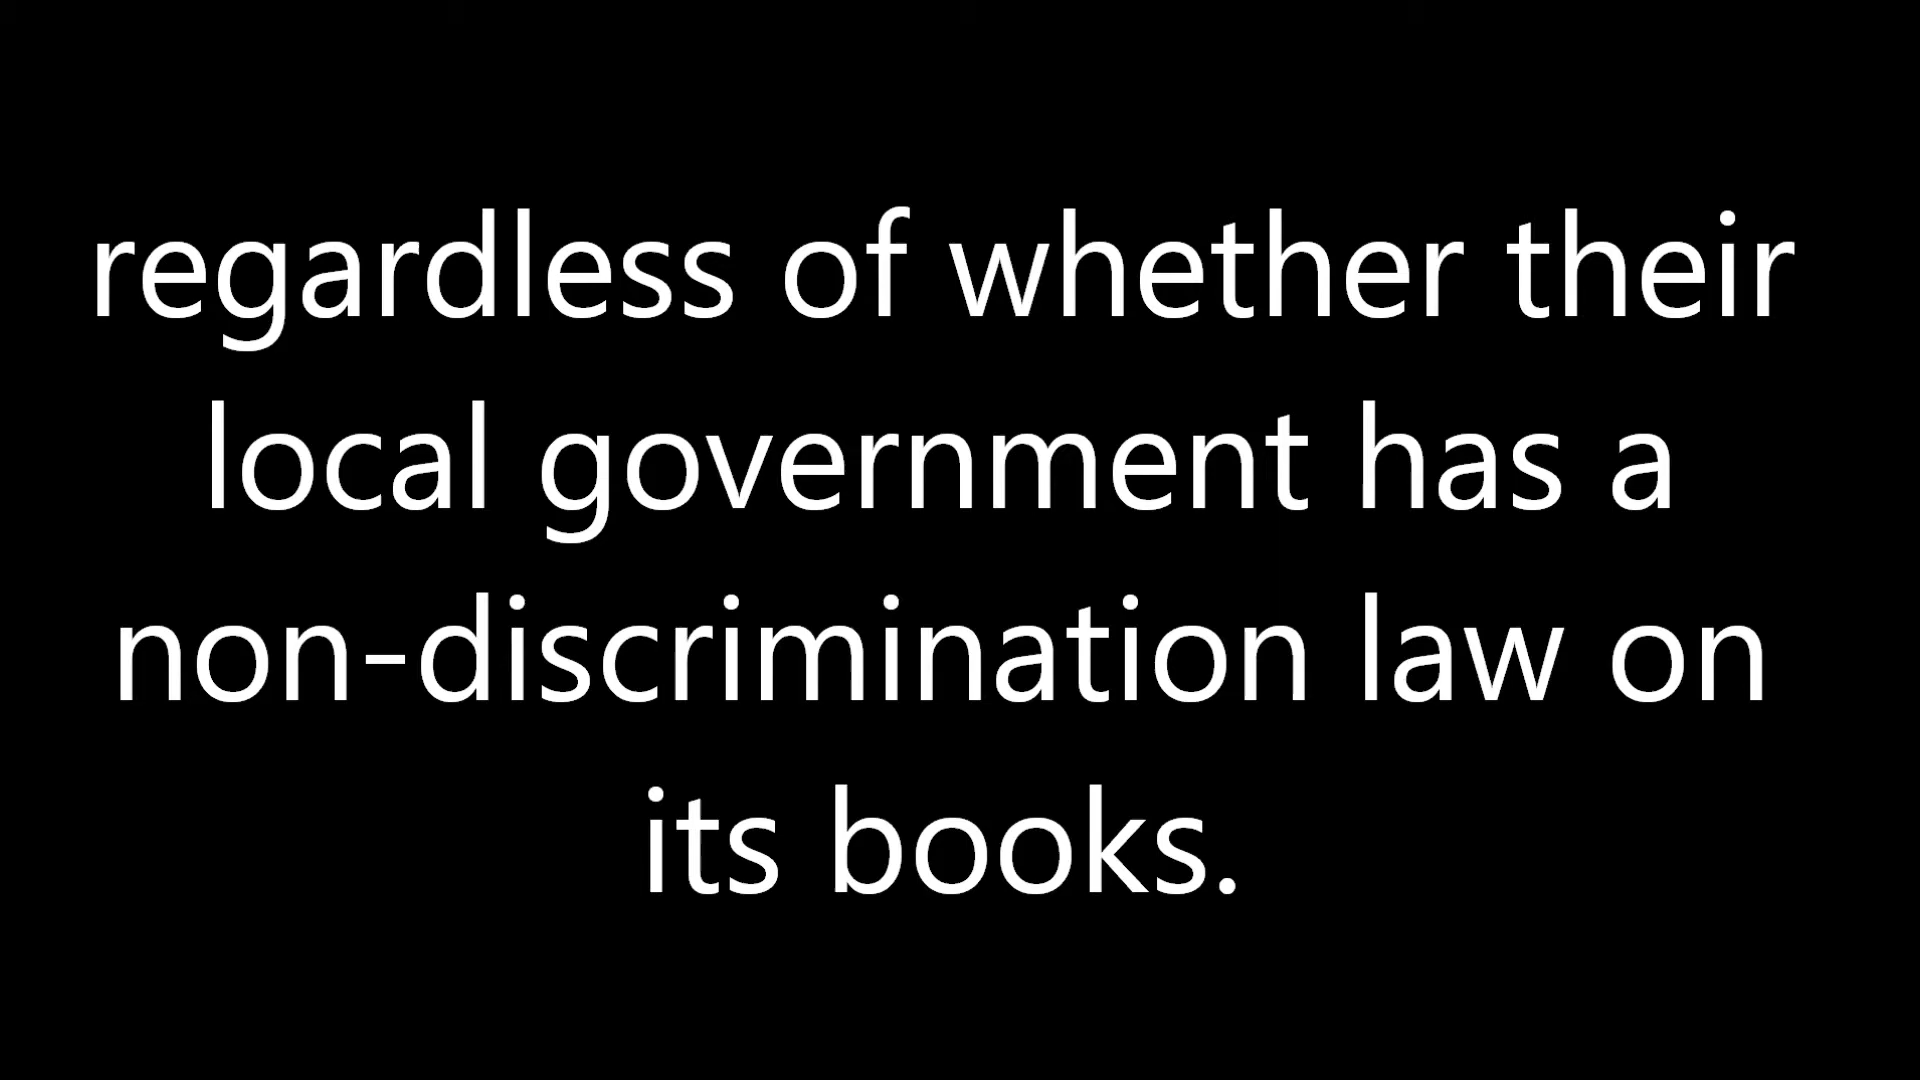 regardless of whether their
local government has a
non-discrimination law on
its books.